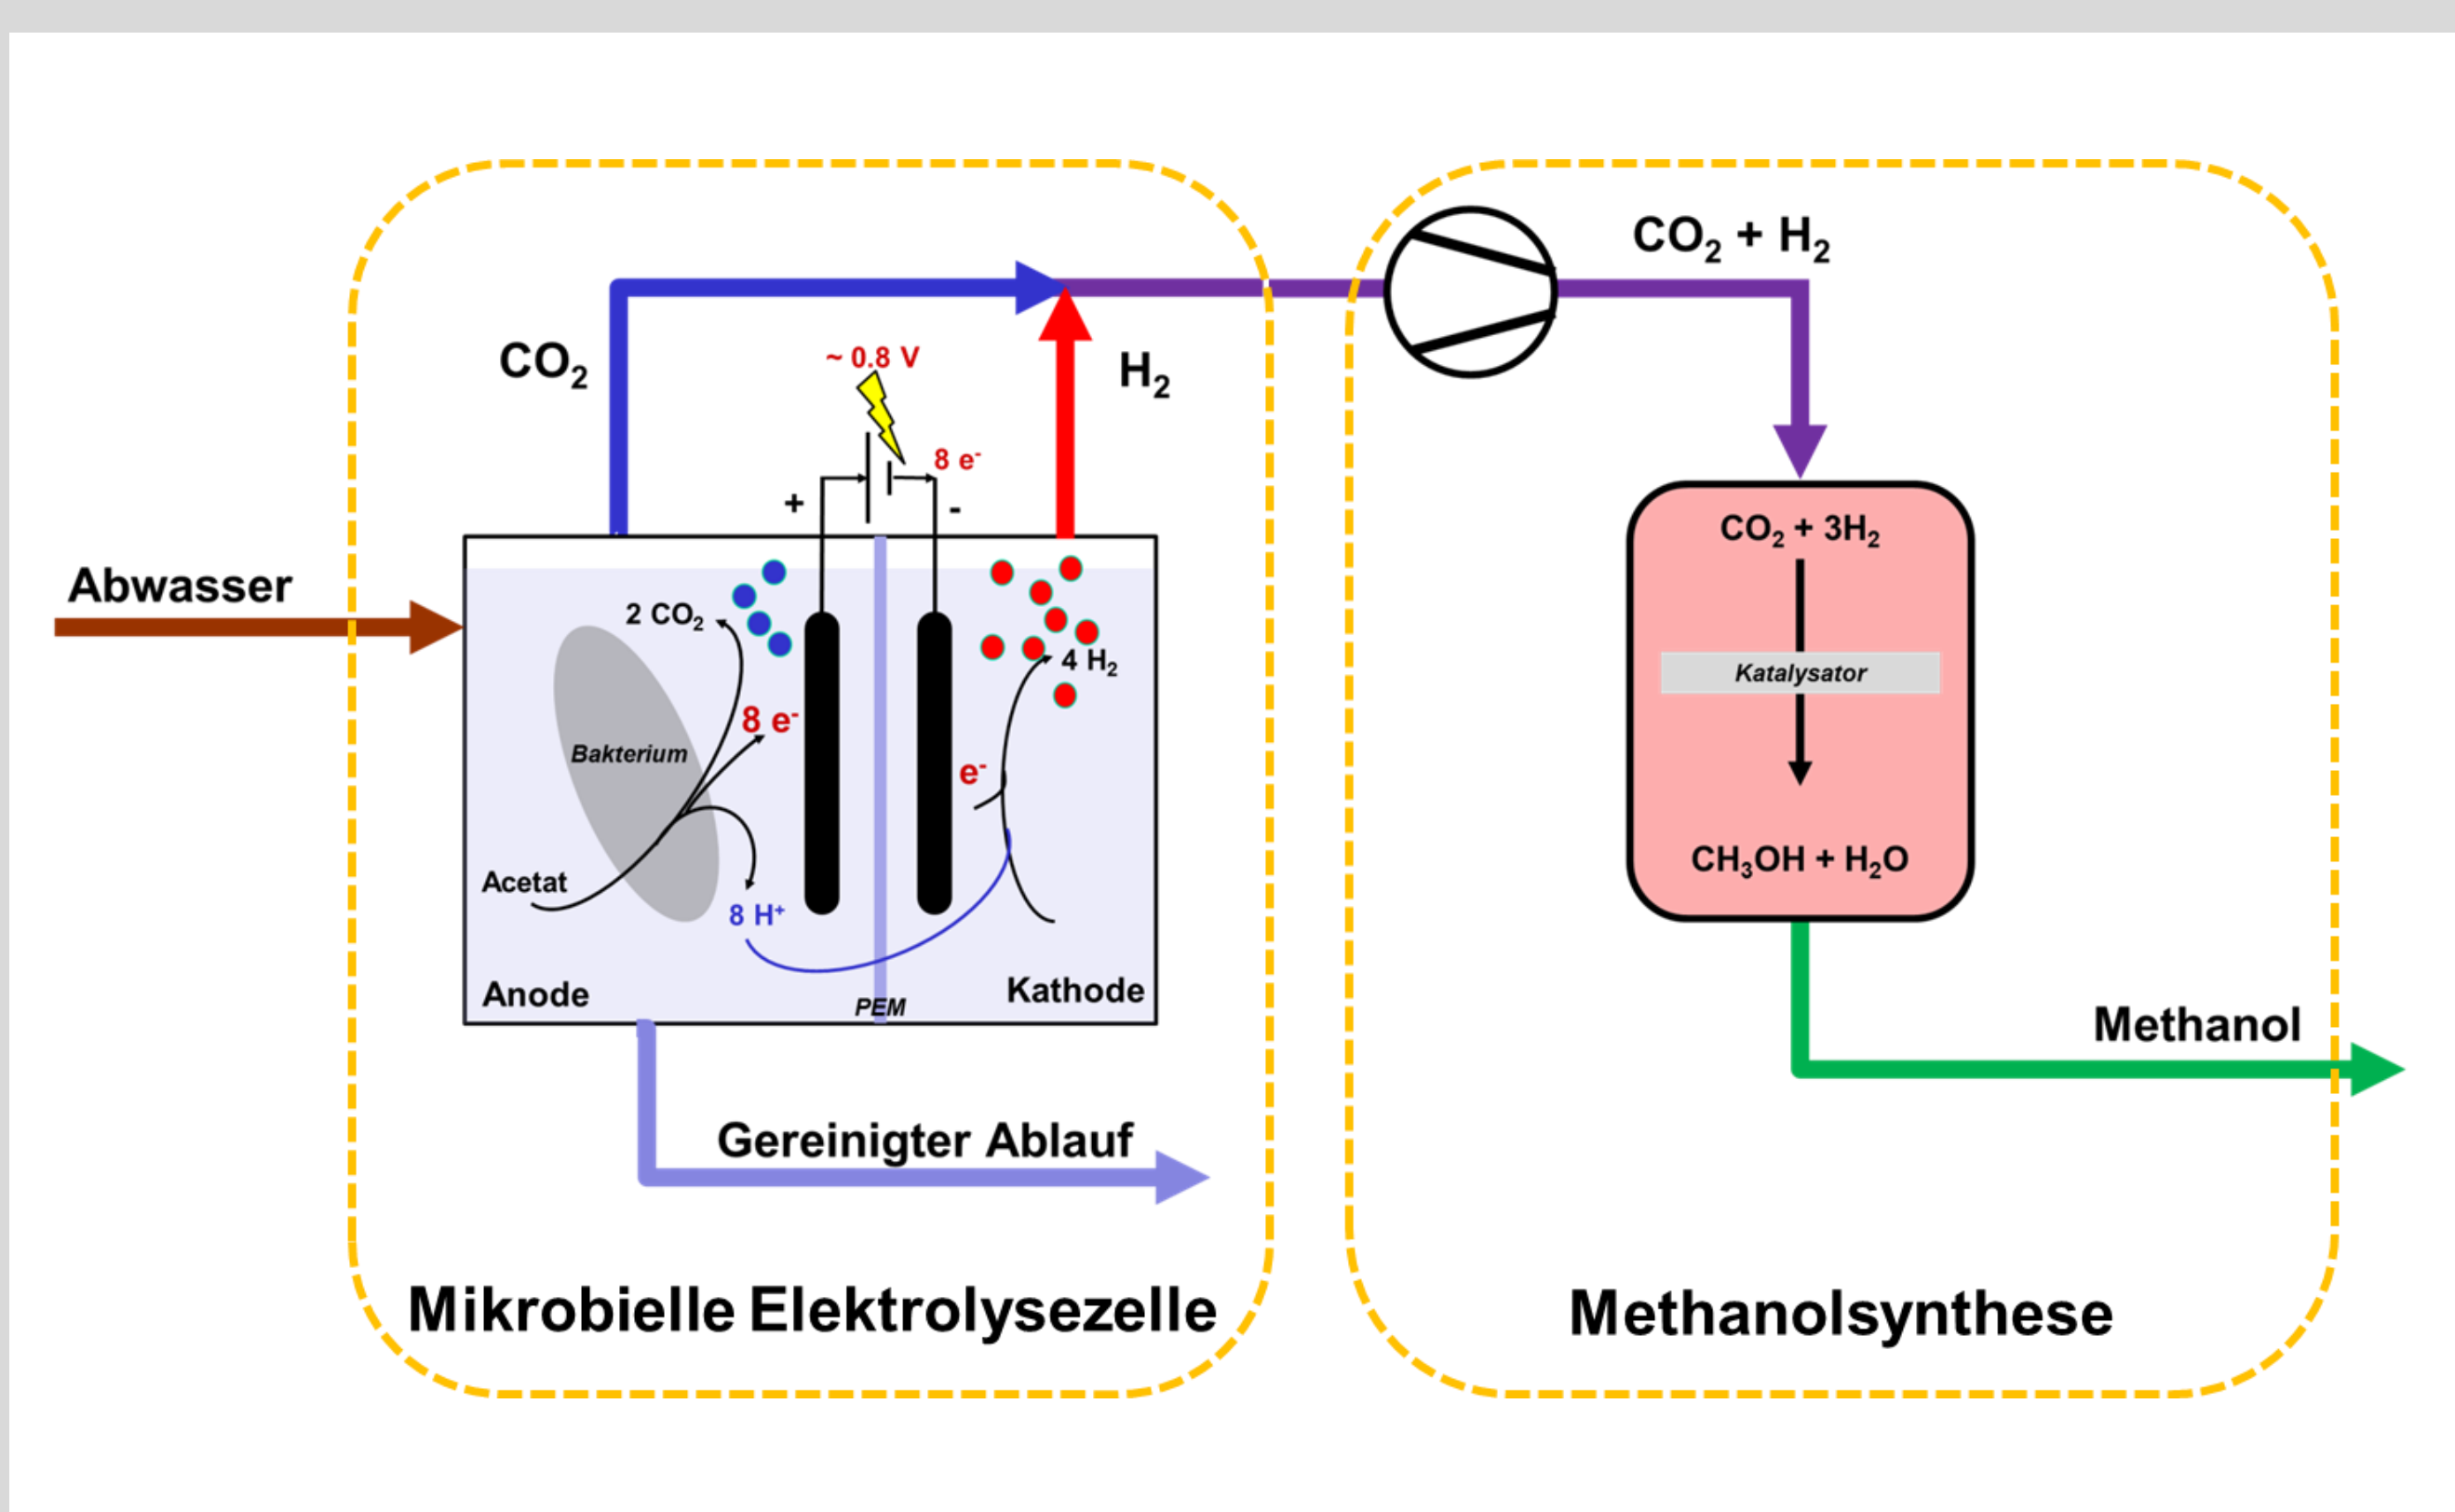 CO₂ + H₂
~ 0.8 V
CO₂
H₂
8 e⁻
+
-
Abwasser
2 CO₂
4 H₂
8 e⁻
Bakterium
e⁻
Acetat
8 H⁺
Anode
PEM
Kathode
Gereinigter Ablauf
Mikrobielle Elektrolysezelle
CO₂ + 3H₂
Katalysator
CH₃OH + H₂O
Methanol
Methanolsynthese